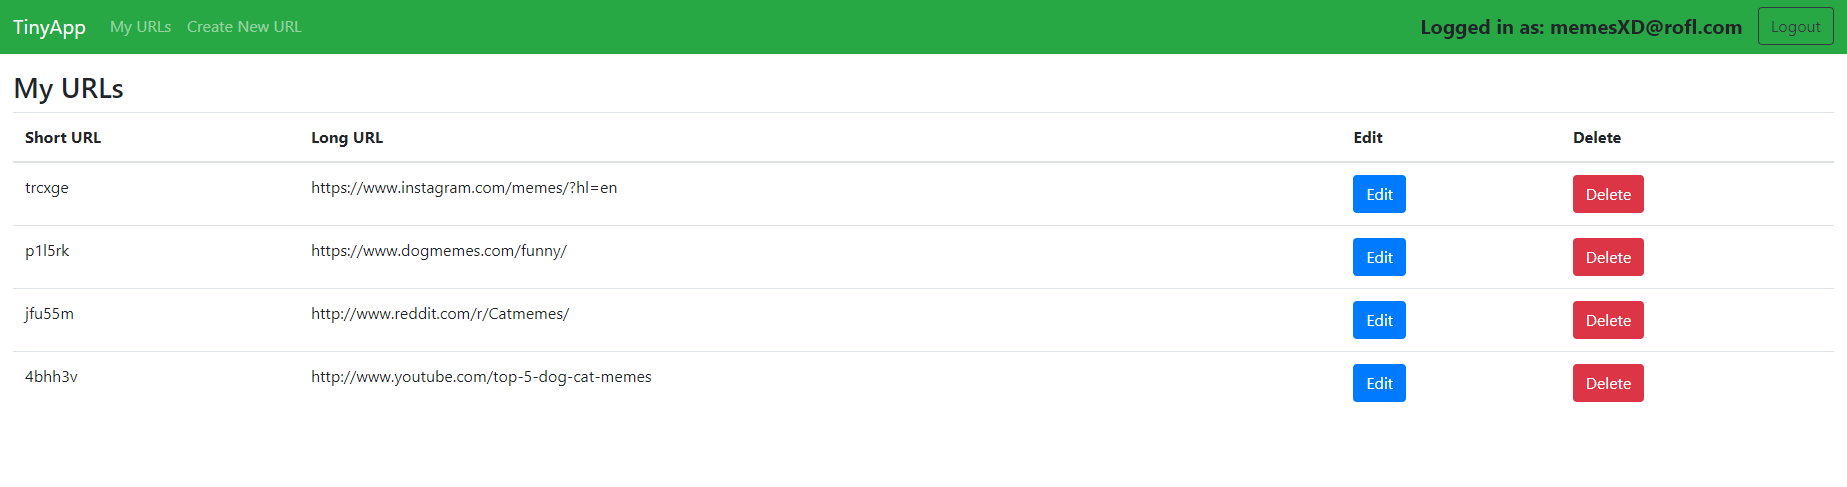 TinyApp My URLs Create New URL Logged in as: memesXD@rofl.com Logout
My URLs
Short URL Long URL Edit Delete
trcxge https://www.instagram.com/memes/?hl=en Edit Delete
p1l5rk https://www.dogmemes.com/funny/ Edit Delete
jfu55m http://www.reddit.com/r/Catmemes/ Edit Delete
4bhh3v http://www.youtube.com/top-5-dog-cat-memes Edit Delete